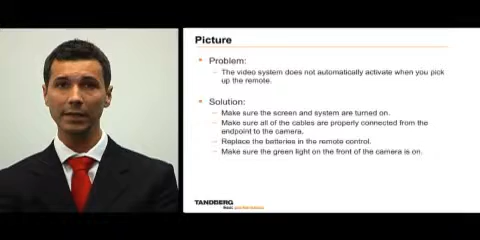 Picture
Problem:
– The video system does not automatically activate when you pick
up the remote.
Solution:
– Make sure the screen and system are turned on.
– Make sure all of the cables are properly connected from the
endpoint to the camera.
– Replace the batteries in the remote control.
– Make sure the green light on the front of the camera is on.
TANDBERG